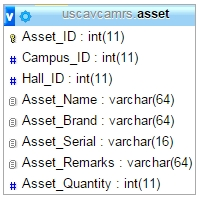 v uscavcamrs.asset
Asset_ID : int(11)
# Campus_ID : int(11)
# Hall_ID : int(11)
Asset_Name : varchar(64)
Asset_Brand : varchar(64)
Asset_Serial : varchar(16)
Asset_Remarks : varchar(64)
# Asset_Quantity : int(11)